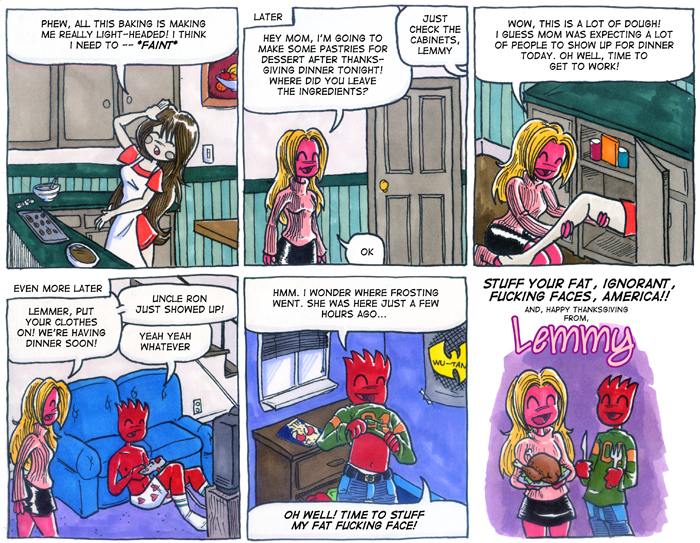 PHEW, ALL THIS BAKING IS MAKING
ME REALLY LIGHT-HEADED! I THINK
I NEED TO -- *FAINT*
LATER
HEY MOM, I'M GOING TO
MAKE SOME PASTRIES FOR
DESSERT AFTER THANKS-
GIVING DINNER TONIGHT!
WHERE DID YOU LEAVE
THE INGREDIENTS?
JUST
CHECK THE
CABINETS,
LEMMY
OK
WOW, THIS IS A LOT OF DOUGH!
I GUESS MOM WAS EXPECTING A LOT
OF PEOPLE TO SHOW UP FOR DINNER
TODAY. OH WELL, TIME TO
GET TO WORK!
EVEN MORE LATER
LEMMER, PUT
YOUR CLOTHES
ON! WE'RE HAVING
DINNER SOON!
UNCLE RON
JUST SHOWED UP!
YEAH YEAH
WHATEVER
HMM. I WONDER WHERE FROSTING
WENT. SHE WAS HERE JUST A FEW
HOURS AGO...
WU-TAN
OH WELL! TIME TO STUFF
MY FAT FUCKING FACE!
STUFF YOUR FAT, IGNORANT,
FUCKING FACES, AMERICA!!
AND, HAPPY THANKSGIVING
FROM,
Lemmy